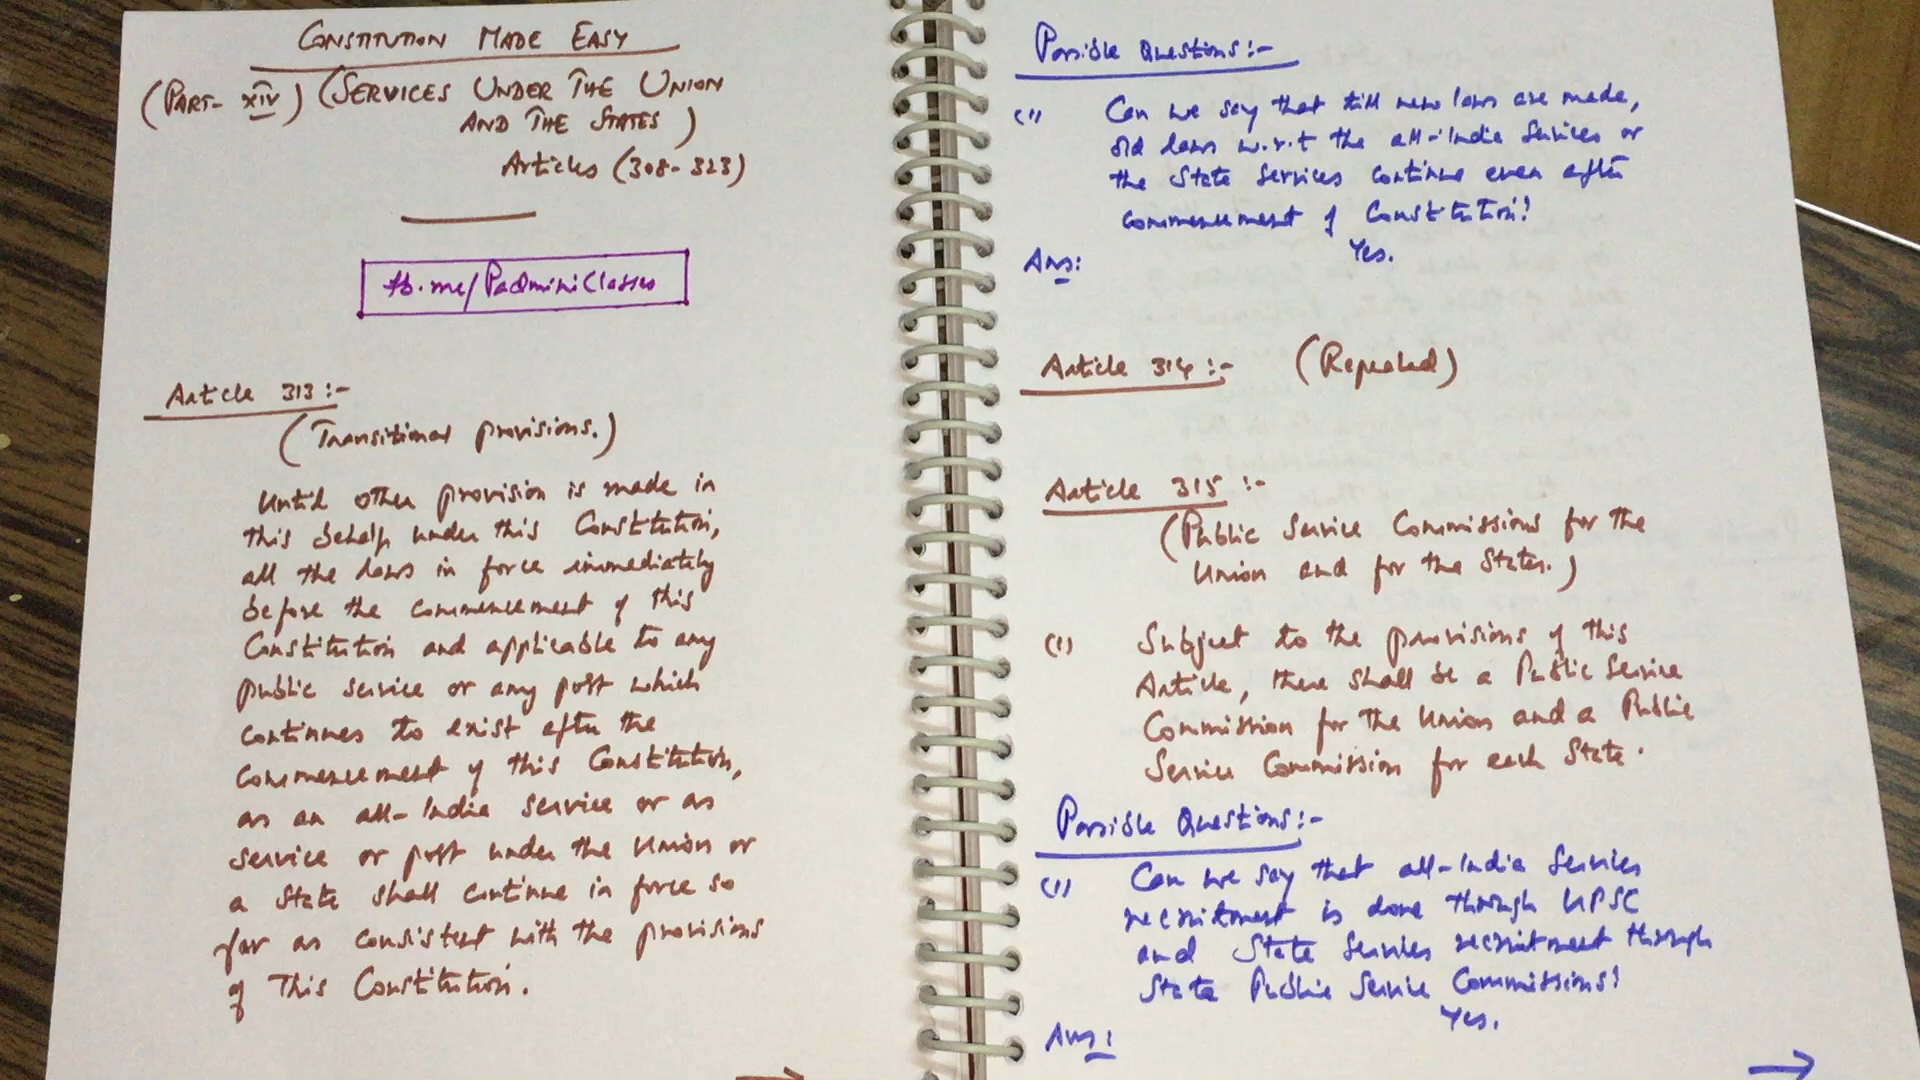 CONSTITUTION MADE EASY
(PART- XIV) (SERVICES UNDER THE UNION
AND THE STATES)
Articles (308-323)
fb.me/PadminiClasses
Article 313:-
(Transitional provisions.)
Until other provision is made in
this behalf under this Constitution,
all the laws in force immediately
before the commencement of this
Constitution and applicable to any
public service or any post which
continues to exist after the
commencement of this Constitution,
as an all-India service or as
service or post under the Union or
a State shall continue in force so
far as consistent with the provisions
of this Constitution.
Possible Questions:-
(1) Can we say that till new laws are made,
old laws w.r.t the all-India Services or
the State Services continue even after
commencement of Constitution?
Ans: Yes.
Article 314:- (Repealed)
Article 315:-
(Public Service Commissions for the
Union and for the States.)
(1) Subject to the provisions of this
Article, there shall be a Public Service
Commission for the Union and a Public
Service Commission for each State.
Possible Questions:-
(1) Can we say that all-India Services
recruitment is done through UPSC
and State Services recruitment through
State Public Service Commissions?
Ans: Yes.